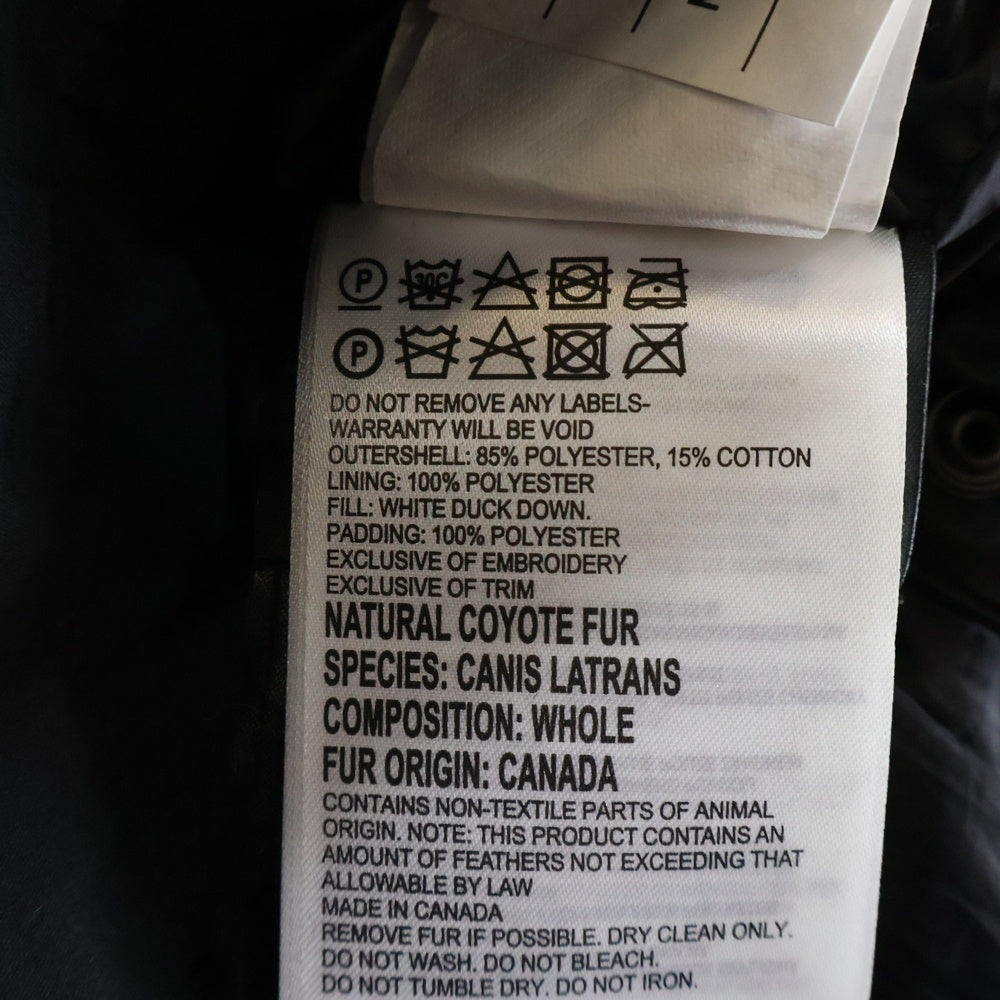 P 30C
P
DO NOT REMOVE ANY LABELS-
WARRANTY WILL BE VOID
OUTERSHELL: 85% POLYESTER, 15% COTTON
LINING: 100% POLYESTER
FILL: WHITE DUCK DOWN.
PADDING: 100% POLYESTER
EXCLUSIVE OF EMBROIDERY
EXCLUSIVE OF TRIM
NATURAL COYOTE FUR
SPECIES: CANIS LATRANS
COMPOSITION: WHOLE
FUR ORIGIN: CANADA
CONTAINS NON-TEXTILE PARTS OF ANIMAL
ORIGIN. NOTE: THIS PRODUCT CONTAINS AN
AMOUNT OF FEATHERS NOT EXCEEDING THAT
ALLOWABLE BY LAW
MADE IN CANADA
REMOVE FUR IF POSSIBLE. DRY CLEAN ONLY.
DO NOT WASH. DO NOT BLEACH.
DO NOT TUMBLE DRY. DO NOT IRON.